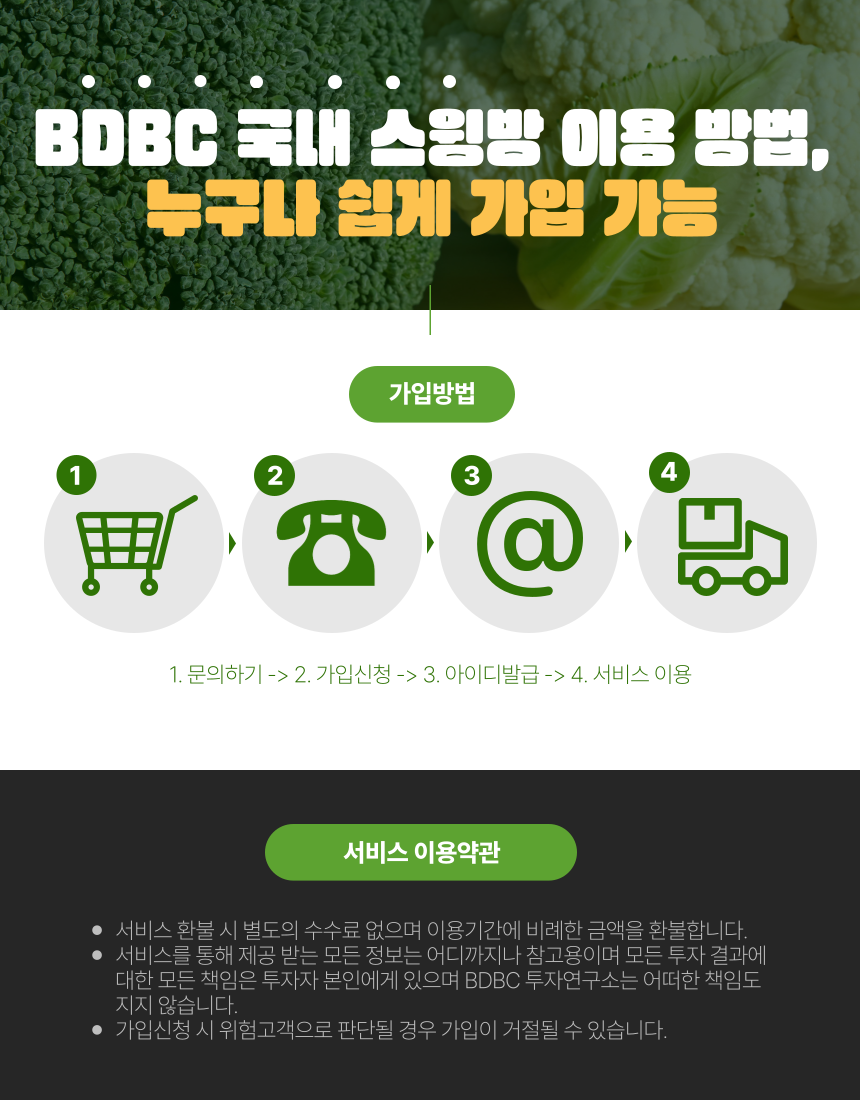 BDBC 국내 스윙방 이용 방법,
누구나 쉽게 가입 가능
가입방법
1
2
3
4
@
1. 문의하기 -> 2. 가입신청 -> 3. 아이디발급 -> 4. 서비스 이용
서비스 이용약관
● 서비스 환불 시 별도의 수수료 없으며 이용기간에 비례한 금액을 환불합니다.
● 서비스를 통해 제공 받는 모든 정보는 어디까지나 참고용이며 모든 투자 결과에
대한 모든 책임은 투자자 본인에게 있으며 BDBC 투자연구소는 어떠한 책임도
지지 않습니다.
● 가입신청 시 위험고객으로 판단될 경우 가입이 거절될 수 있습니다.